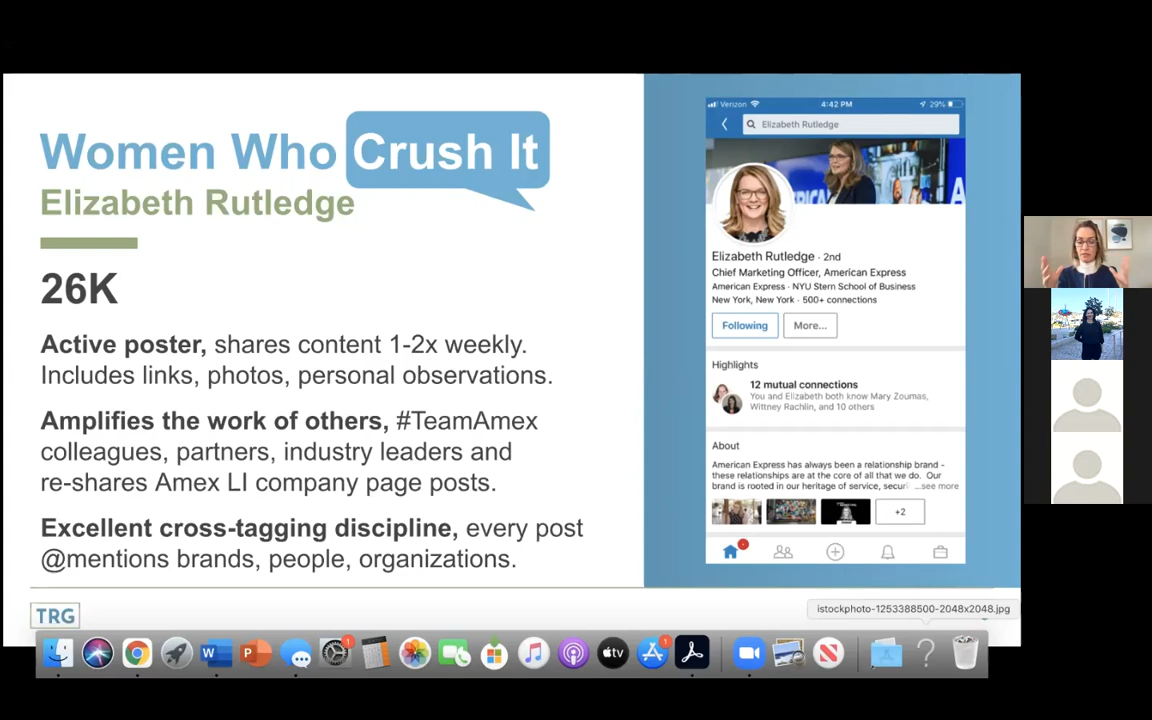 Women Who Crush It
Elizabeth Rutledge
26K
Active poster, shares content 1-2x weekly.
Includes links, photos, personal observations.
Amplifies the work of others, #TeamAmex
colleagues, partners, industry leaders and
re-shares Amex LI company page posts.
Excellent cross-tagging discipline, every post
@mentions brands, people, organizations.
TRG
Verizon
4:42 PM
29%
Elizabeth Rutledge
Elizabeth Rutledge · 2nd
Chief Marketing Officer, American Express
American Express · NYU Stern School of Business
New York, New York · 500+ connections
Following
More...
Highlights
12 mutual connections
You and Elizabeth both know Mary Zoumas,
Wittney Rachlin, and 10 others
About
American Express has always been a relationship brand -
these relationships are at the core of all that we do. Our
brand is rooted in our heritage of service, securi ...see more
+2
istockphoto-1253388500-2048x2048.jpg
W
P
1
tv
1